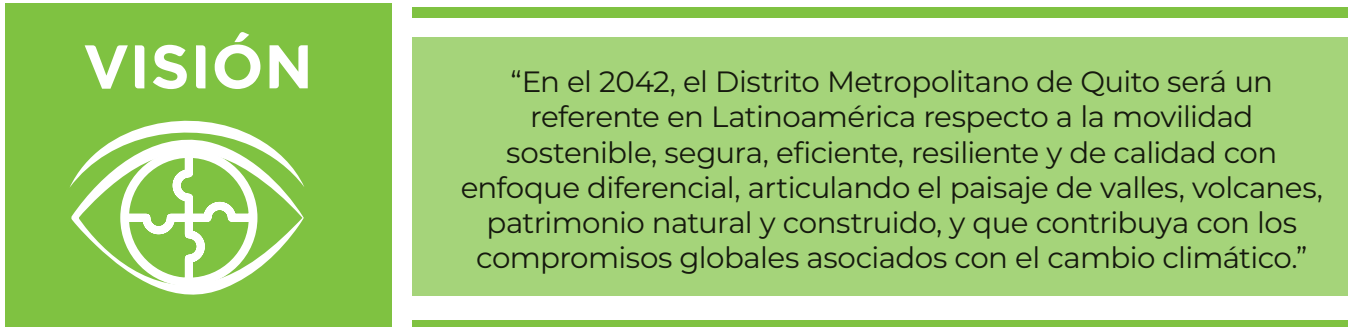 VISIÓN
“En el 2042, el Distrito Metropolitano de Quito será un
referente en Latinoamérica respecto a la movilidad
sostenible, segura, eficiente, resiliente y de calidad con
enfoque diferencial, articulando el paisaje de valles, volcanes,
patrimonio natural y construido, y que contribuya con los
compromisos globales asociados con el cambio climático.”